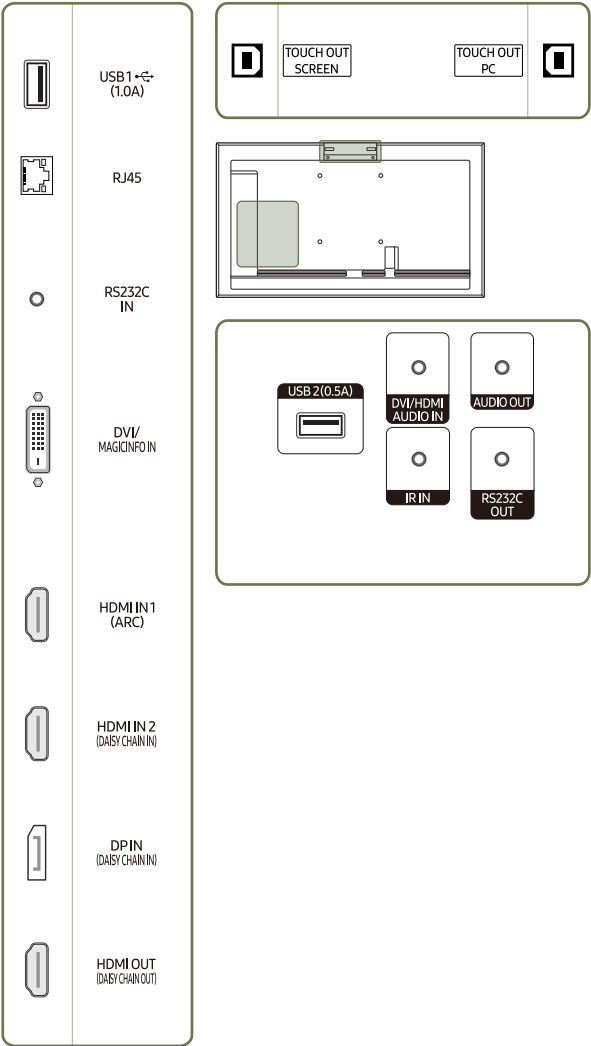 USB 1
(1.0A)
RJ45
RS232C
IN
DVI/
MAGICINFO IN
HDMI IN 1
(ARC)
HDMI IN 2
(DAISY CHAIN IN)
DP IN
(DAISY CHAIN IN)
HDMI OUT
(DAISY CHAIN OUT)
TOUCH OUT
SCREEN
TOUCH OUT
PC
USB 2(0.5A)
DVI/HDMI
AUDIO IN
AUDIO OUT
IR IN
RS232C
OUT